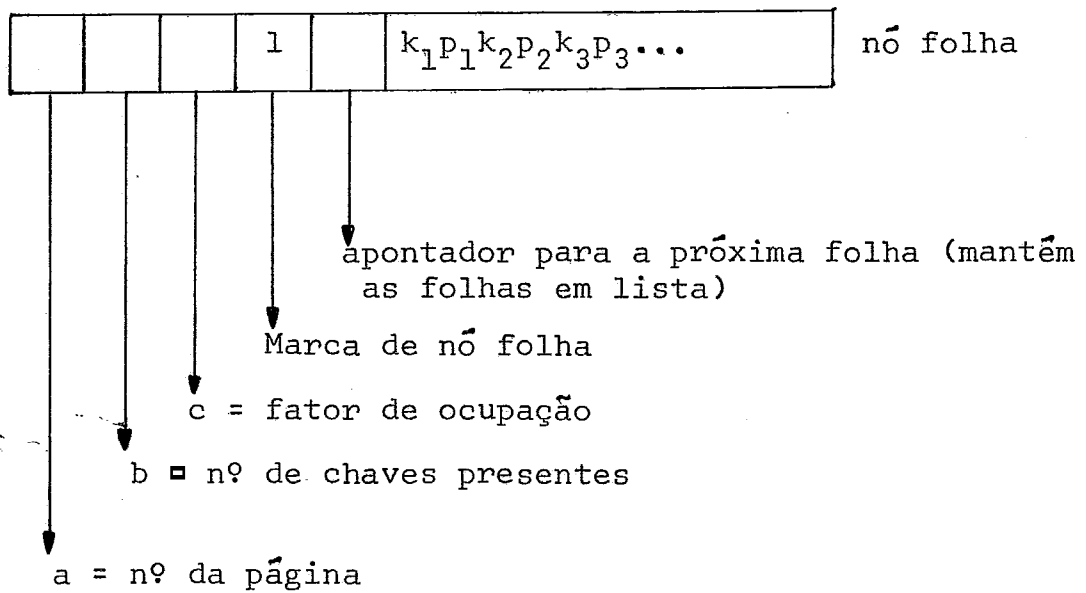 1 k₁p₁k₂p₂k₃p₃... nó folha
apontador para a próxima folha (mantém
as folhas em lista)
Marca de nó folha
c = fator de ocupação
b = nº de chaves presentes
a = nº da página